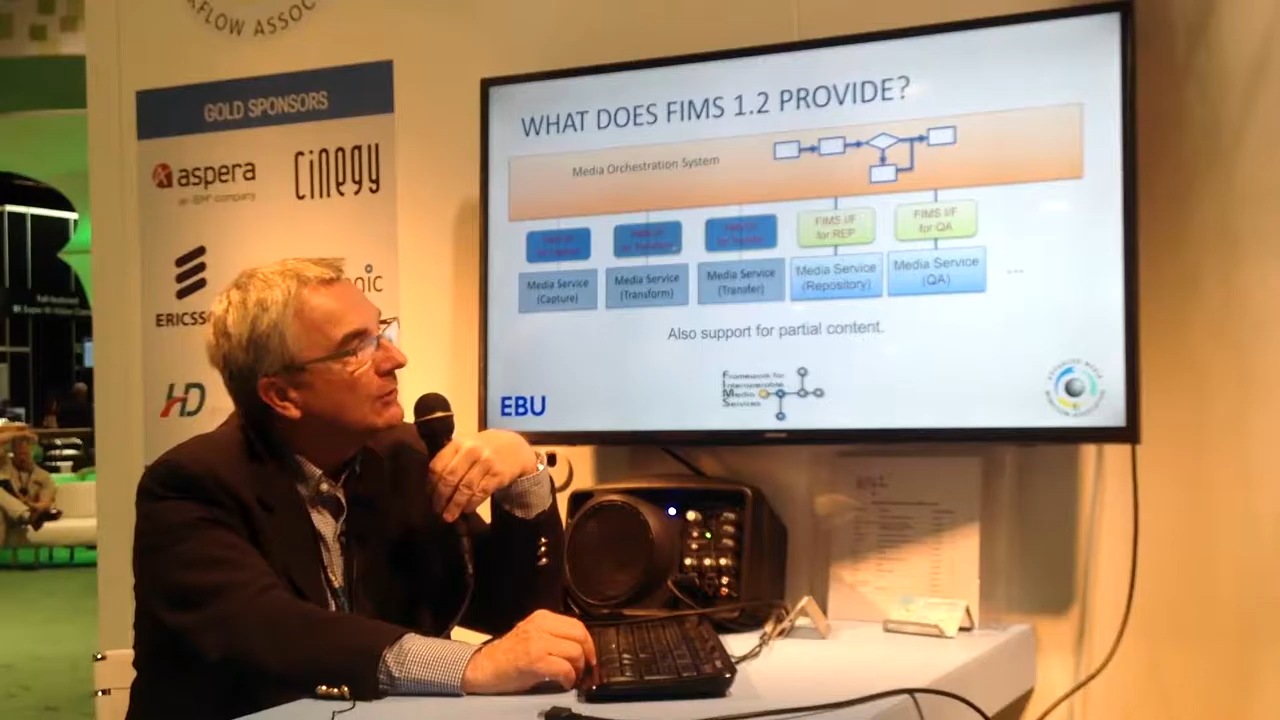 FLOW ASSOC
GOLD SPONSORS
aspera
an IBM company
cinegy
ERICSS
nic
HD
WHAT DOES FIMS 1.2 PROVIDE?
Media Orchestration System
FIMS I/F
for REP
FIMS I/F
for QA
Media Service
(Capture)
Media Service
(Transform)
Media Service
(Transfer)
Media Service
(Repository)
Media Service
(QA)
...
Also support for partial content.
EBU
Framework for
Interoperable
Media
Services